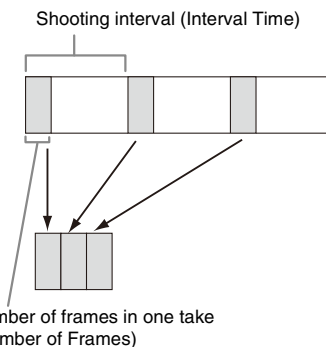 Shooting interval (Interval Time)
mber of frames in one take
mber of Frames)